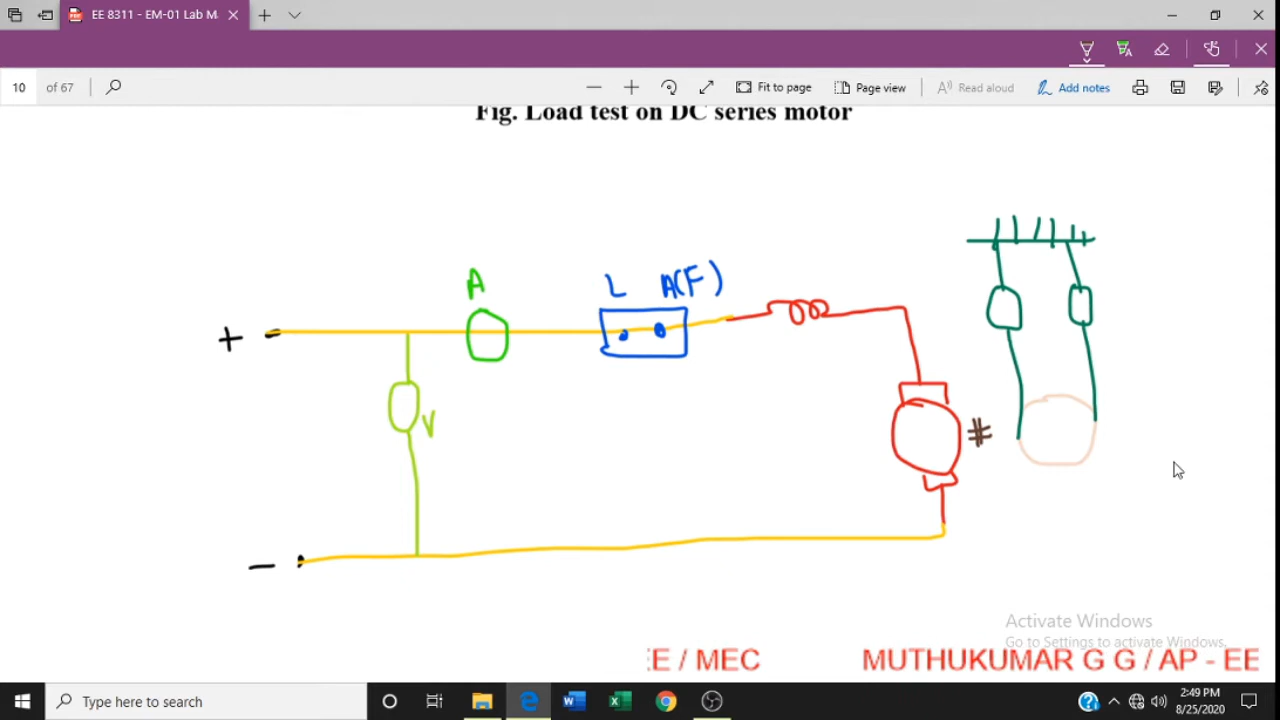 EE 8311 - EM-01 Lab M
10 of 67
Fit to page
Page view
Read aloud
Add notes
Fig. Load test on DC series motor
A
L A(F)
+
V
#
−
Activate Windows
Go to Settings to activate Windows.
E / MEC
MUTHUKUMAR G G / AP - EE
Type here to search
2:49 PM
8/25/2020